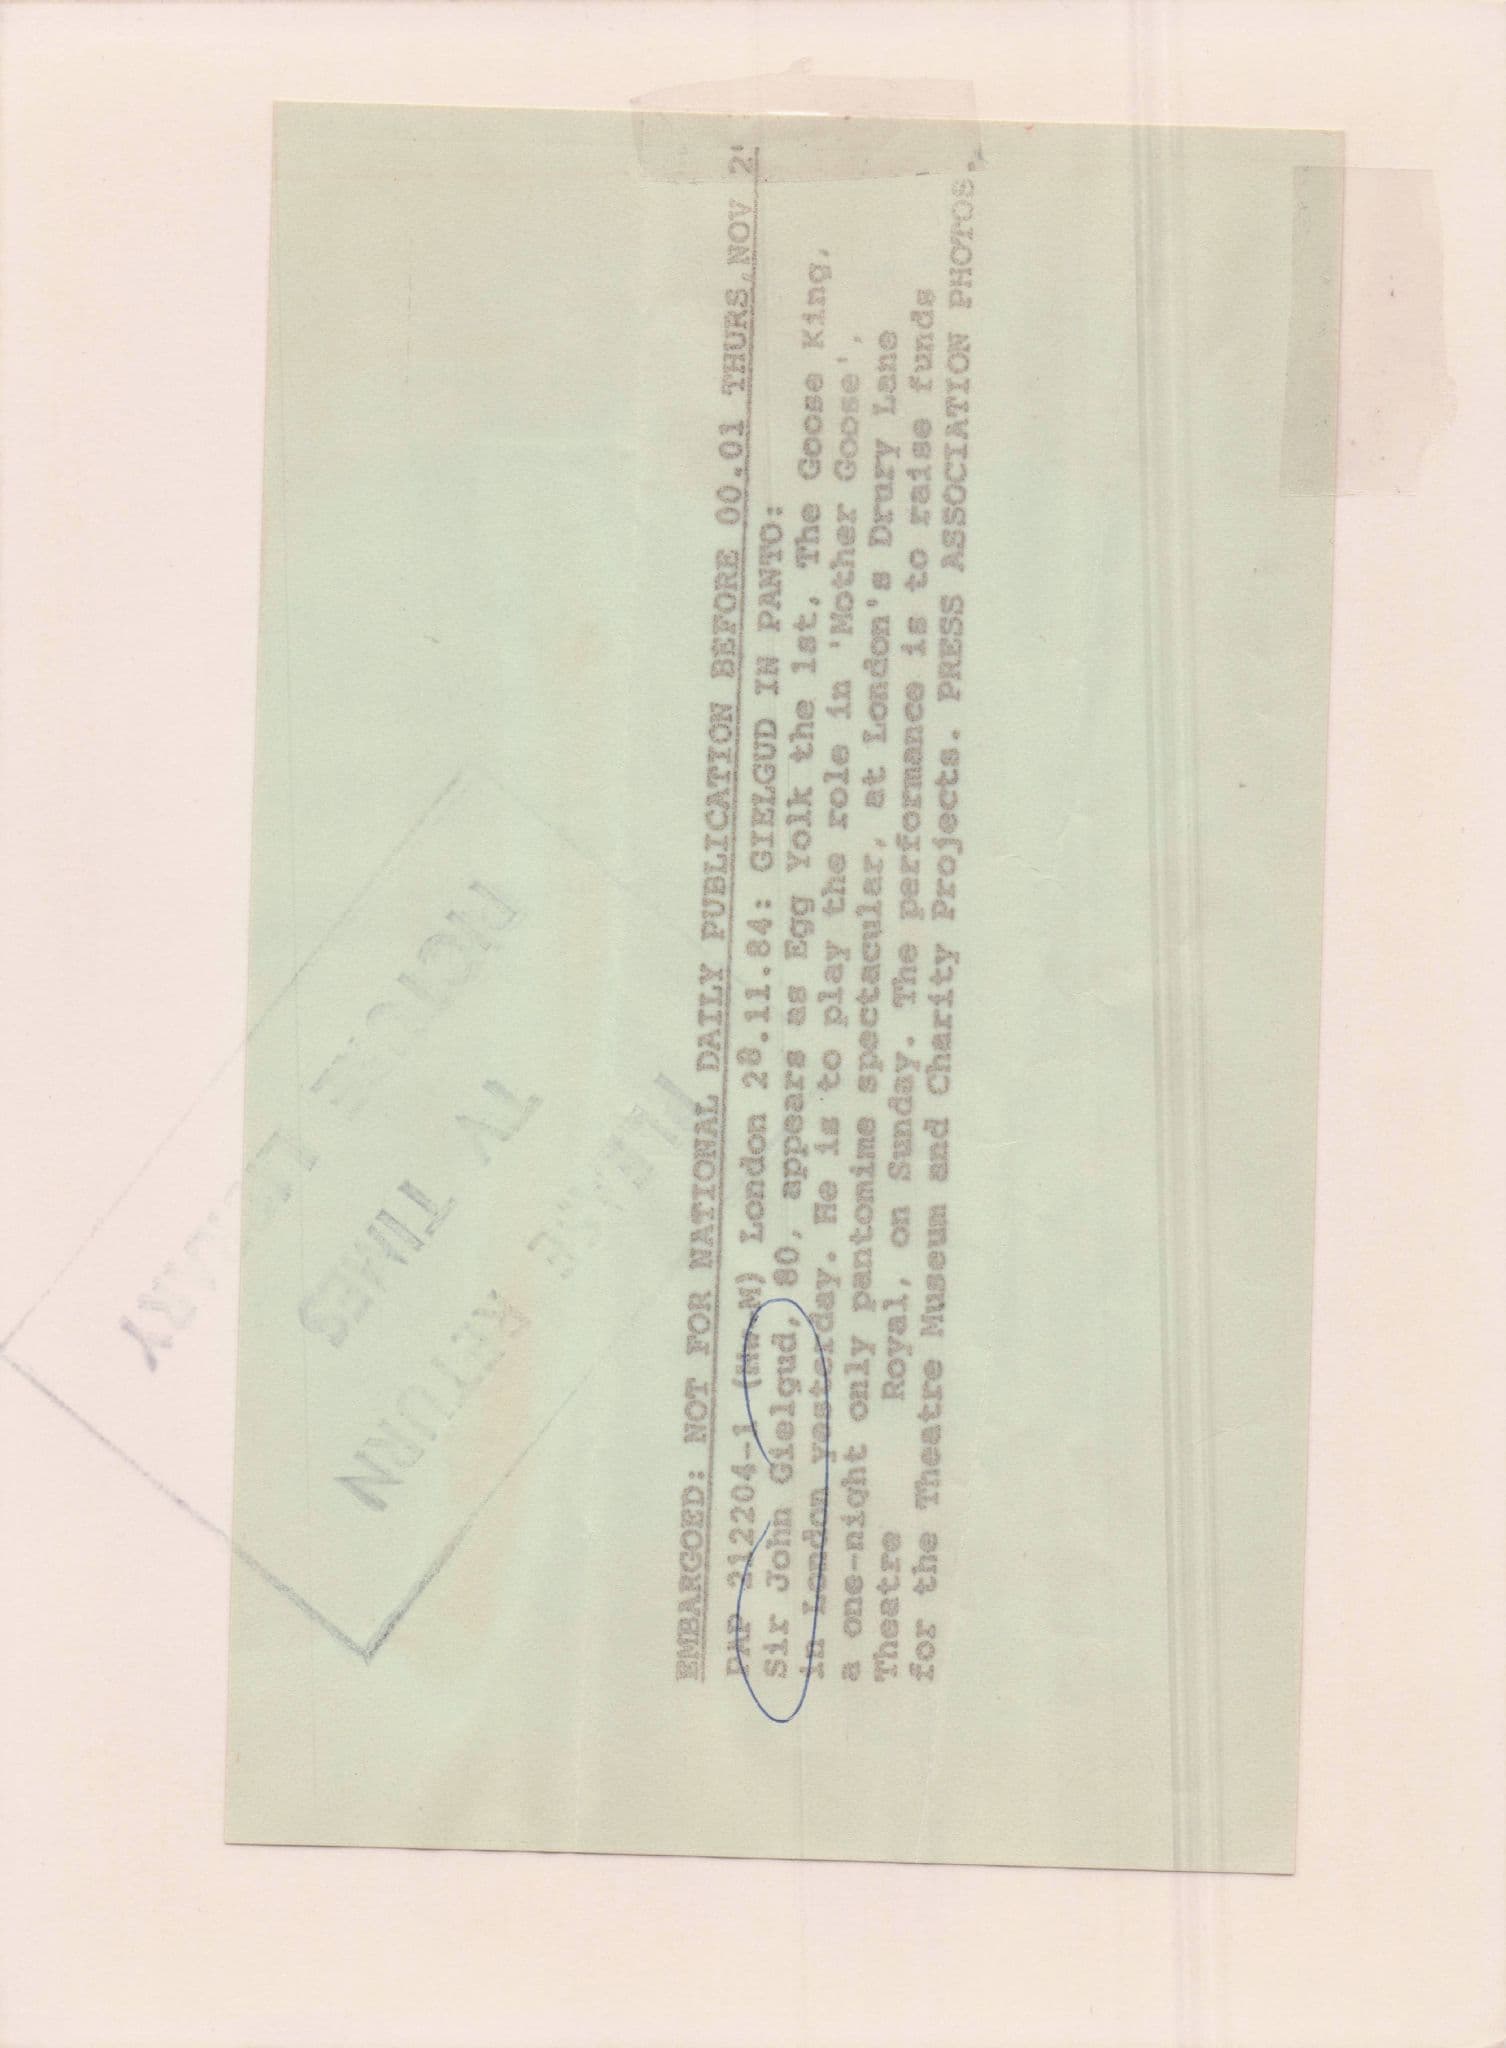 EMBARGOED: NOT FOR NATIONAL DAILY PUBLICATION BEFORE 00.01 THURS. NOV
PAP 212204-1 London 28.11.84: GIELGUD IN PANTO:
Sir John Gielgud, 80, appears as Egg Yolk the 1st, The Goose King,
in London yesterday. He is to play the role in 'Mother Goose',
a one-night only pantomime spectacular, at London's Drury Lane
Theatre Royal, on Sunday. The performance is to raise funds
for the Theatre Museum and Charity Projects. PRESS ASSOCIATION PHOTOS.
PLEASE RETURN
TV TIMES
PICTURE LIBRARY